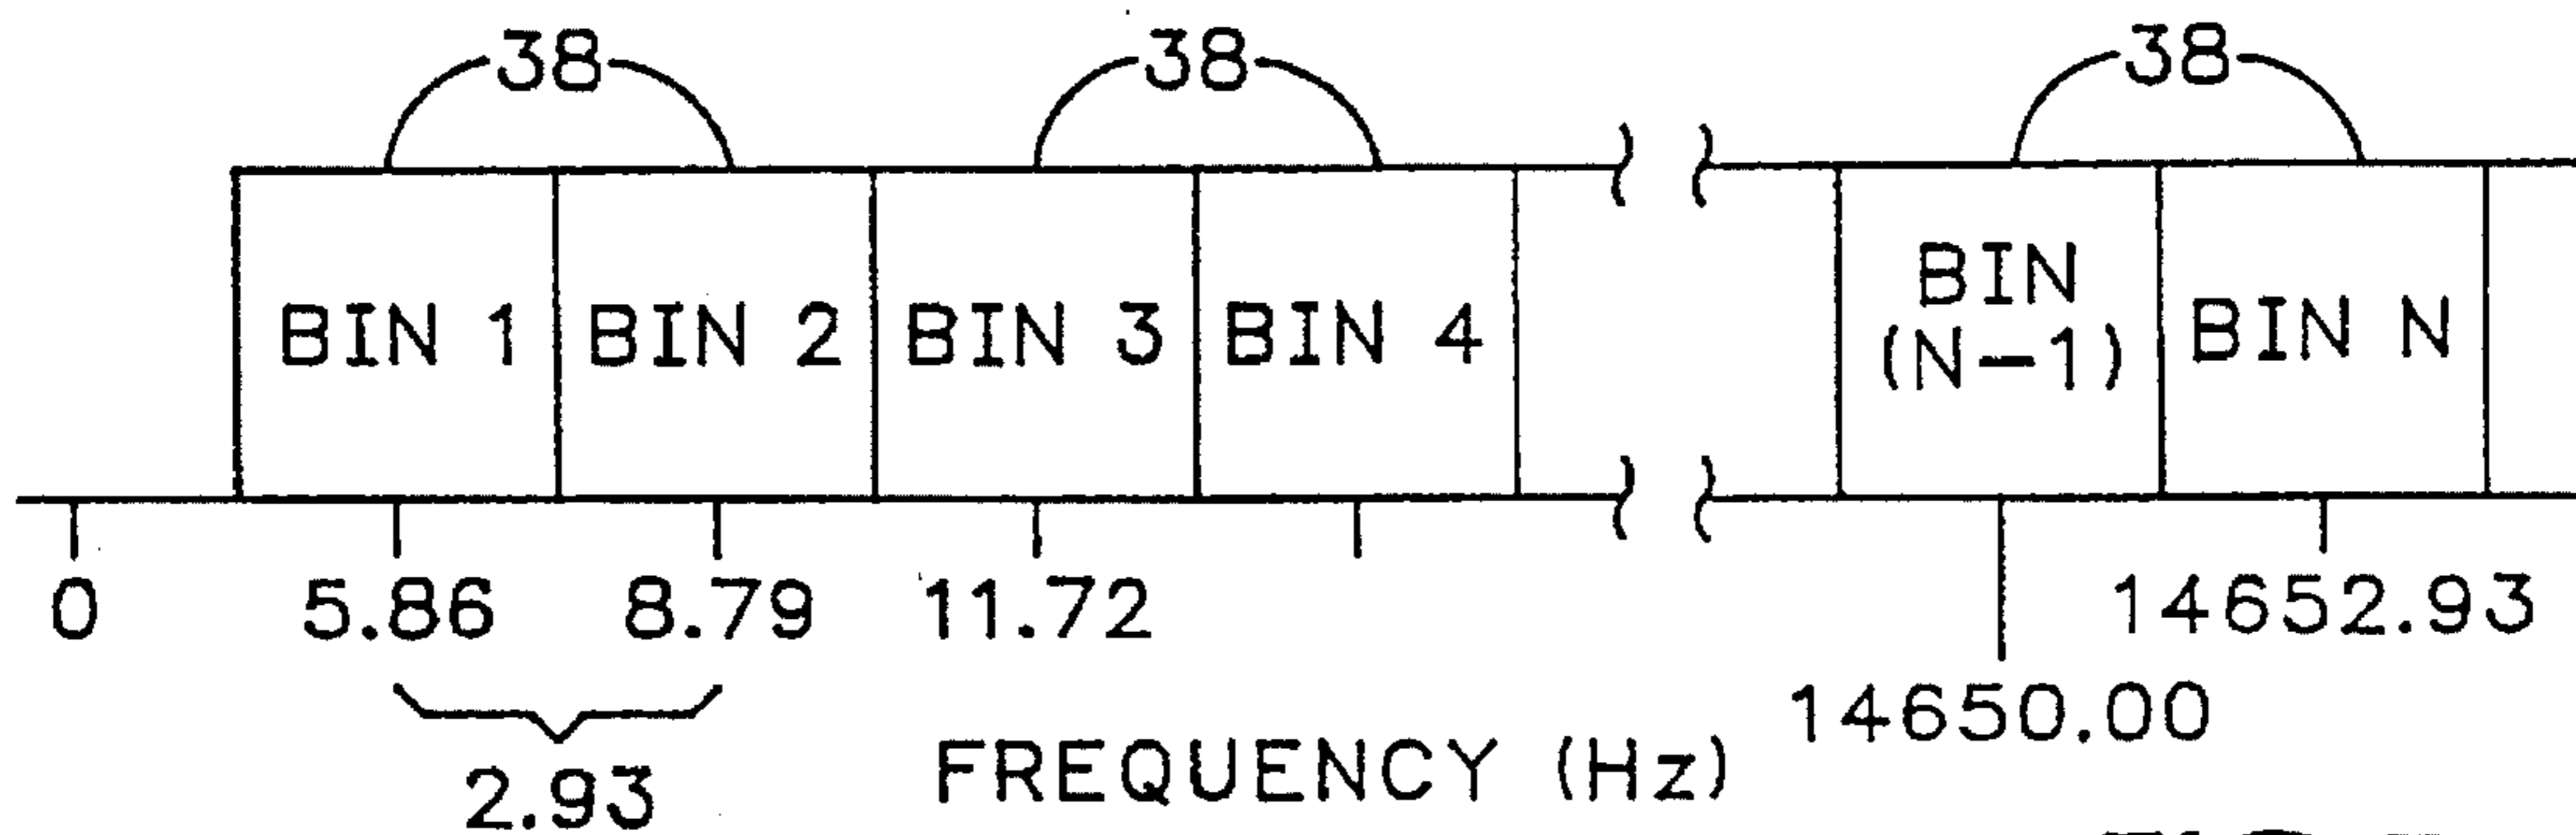 38 38 38
BIN 1 BIN 2 BIN 3 BIN 4 BIN (N-1) BIN N
0 5.86 8.79 11.72 14652.93
14650.00
2.93 FREQUENCY (Hz)